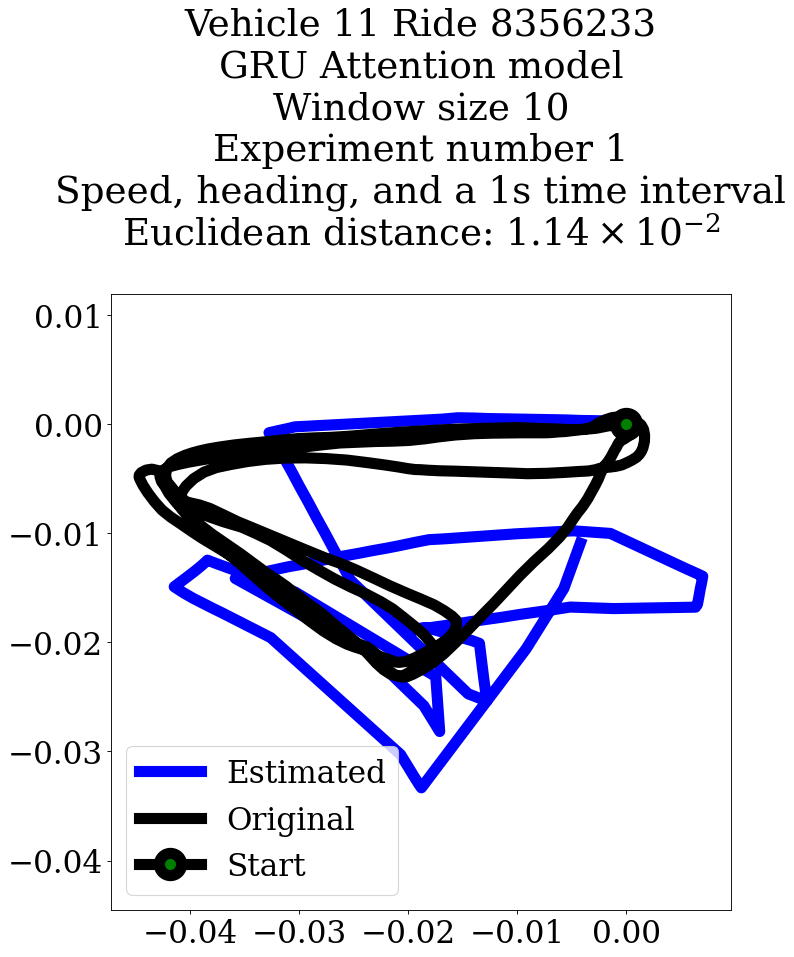 Vehicle 11 Ride 8356233
GRU Attention model
Window size 10
Experiment number 1
Speed, heading, and a 1s time interval
Euclidean distance: 1.14 × 10⁻²
0.01
0.00
−0.01
−0.02
−0.03
−0.04
Estimated
Original
Start
−0.04 −0.03 −0.02 −0.01 0.00